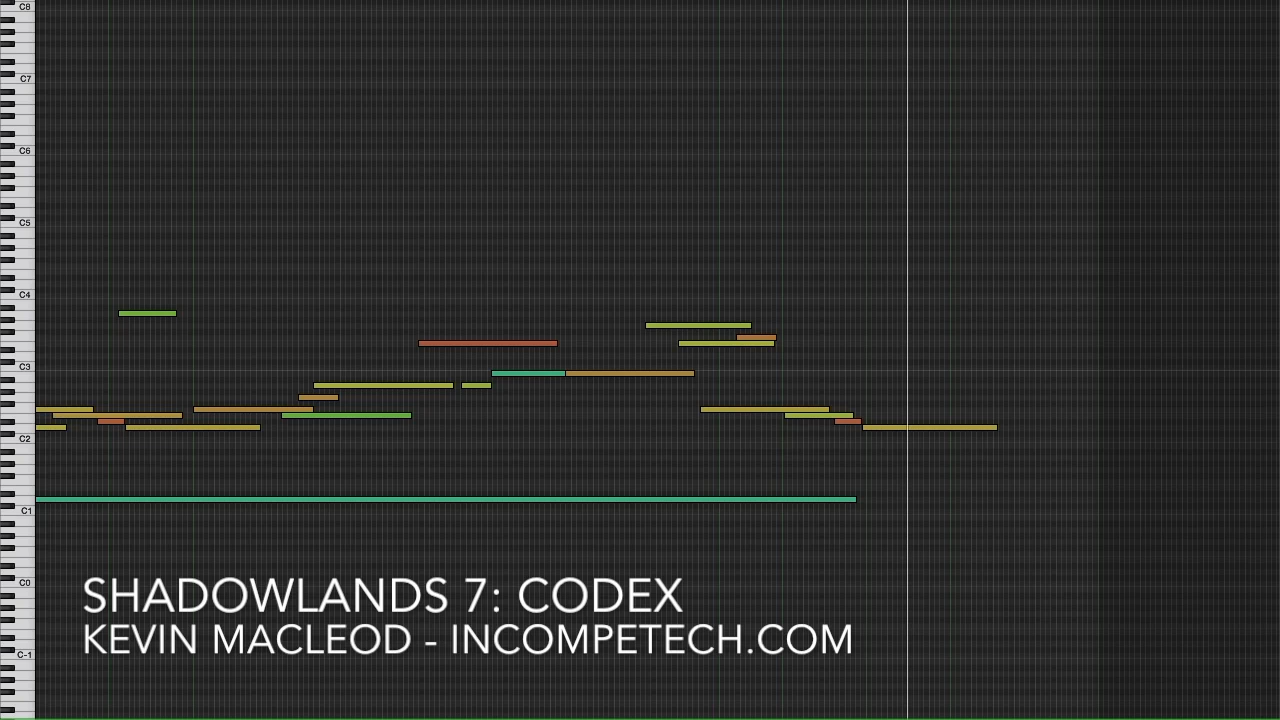 C8
C7
C6
C5
C4
C3
C2
C1
C0
SHADOWLANDS 7: CODEX
KEVIN MACLEOD - INCOMPETECH.COM
C-1